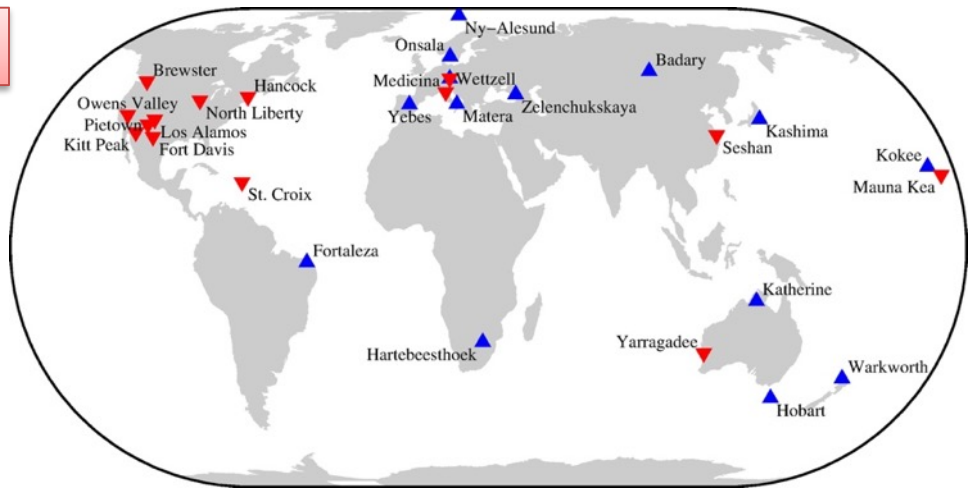 Ny-Alesund
Onsala
Badary
Brewster
Hancock
Medicina
Wettzell
Owens Valley
North Liberty
Yebes
Matera
Zelenchukskaya
Pietown
Los Alamos
Kashima
Kitt Peak
Fort Davis
Seshan
Kokee
Mauna Kea
St. Croix
Fortaleza
Katherine
Hartebeesthoek
Yarragadee
Warkworth
Hobart